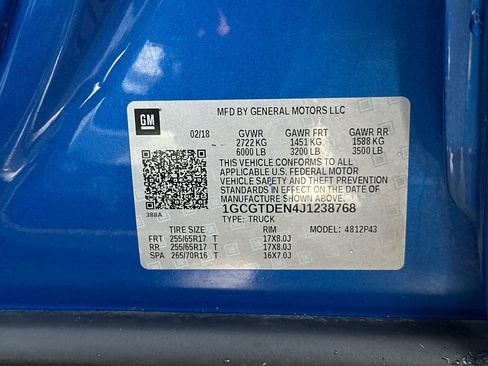 GM
MFD BY GENERAL MOTORS LLC
02/18 GVWR GAWR FRT GAWR RR
2722 KG 1451 KG 1588 KG
6000 LB 3200 LB 3500 LB
THIS VEHICLE CONFORMS TO ALL
APPLICABLE U.S. FEDERAL MOTOR
VEHICLE SAFETY AND THEFT PREVENTION
STANDARDS IN EFFECT ON THE DATE OF
MANUFACTURE SHOWN ABOVE.
1GCGTDEN4J1238768
388A TYPE: TRUCK
TIRE SIZE RIM MODEL: 4812P43
FRT 255/65R17 T 17X8.0J
RR 255/65R17 T 17X8.0J
SPA 265/70R16 T 16X7.0J